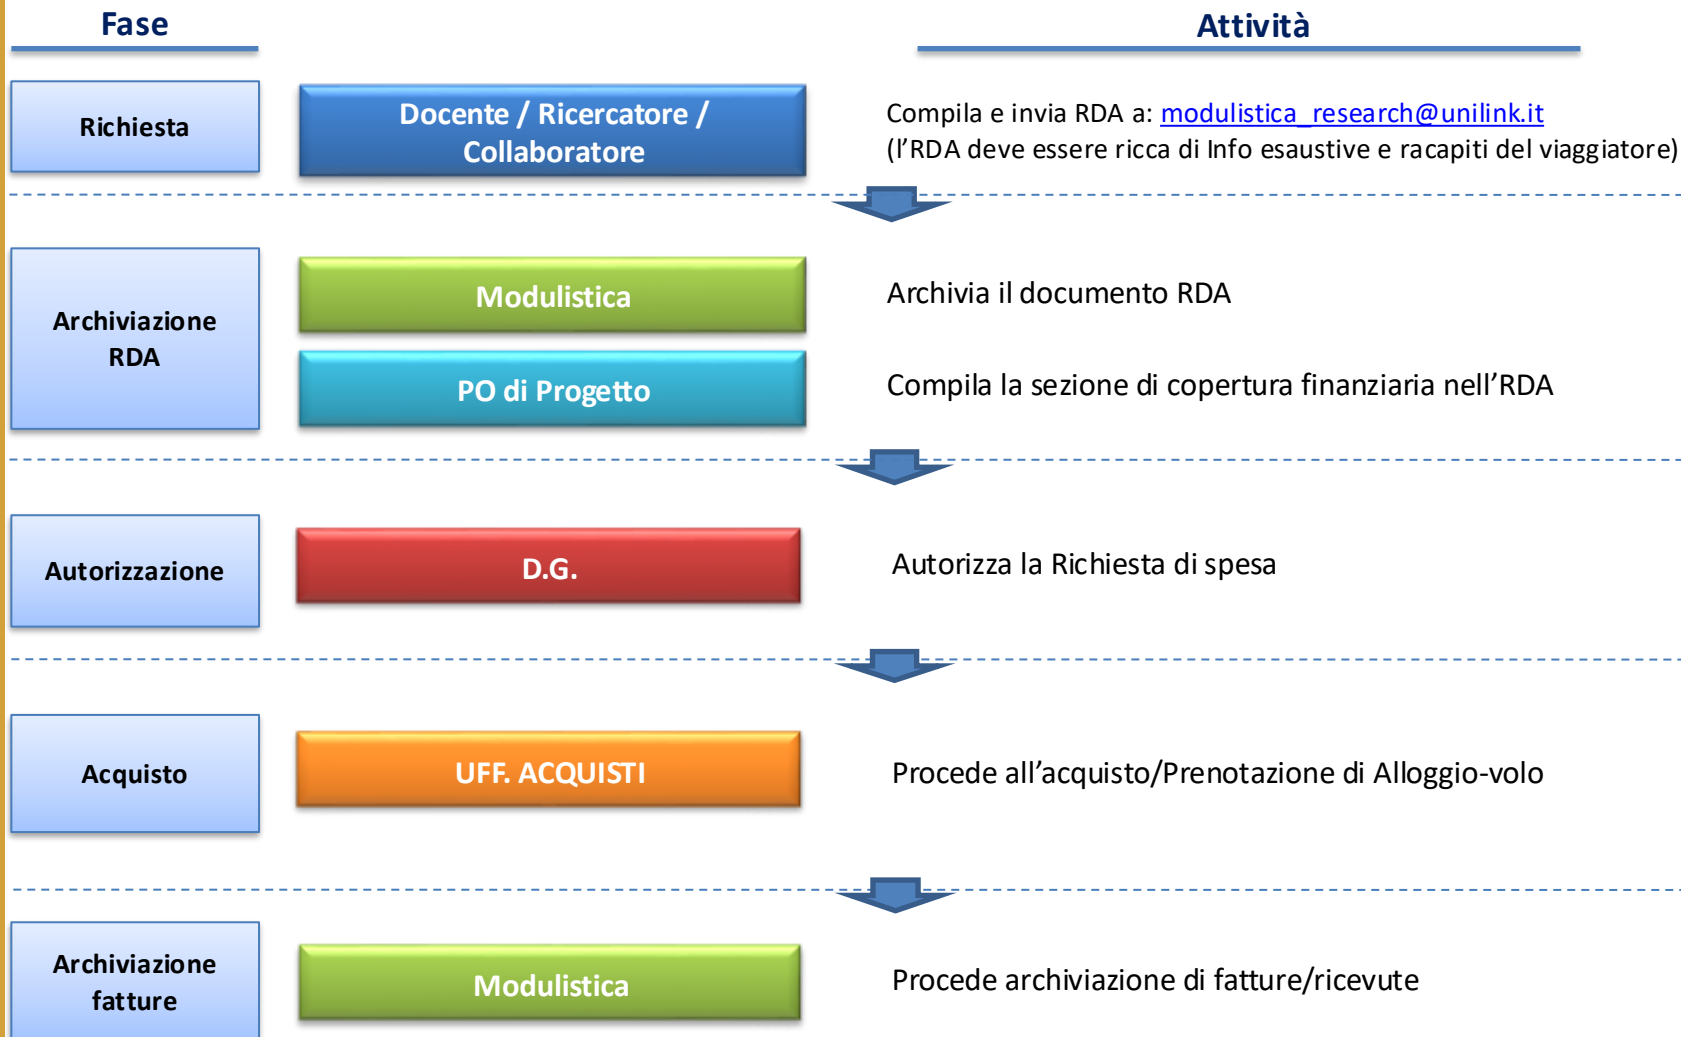 Fase
Attività
Richiesta
Docente / Ricercatore /
Collaboratore
Compila e invia RDA a: modulistica_research@unilink.it
(l’RDA deve essere ricca di Info esaustive e racapiti del viaggiatore)
Archiviazione
RDA
Modulistica
Archivia il documento RDA
PO di Progetto
Compila la sezione di copertura finanziaria nell’RDA
Autorizzazione
D.G.
Autorizza la Richiesta di spesa
Acquisto
UFF. ACQUISTI
Procede all’acquisto/Prenotazione di Alloggio-volo
Archiviazione
fatture
Modulistica
Procede archiviazione di fatture/ricevute